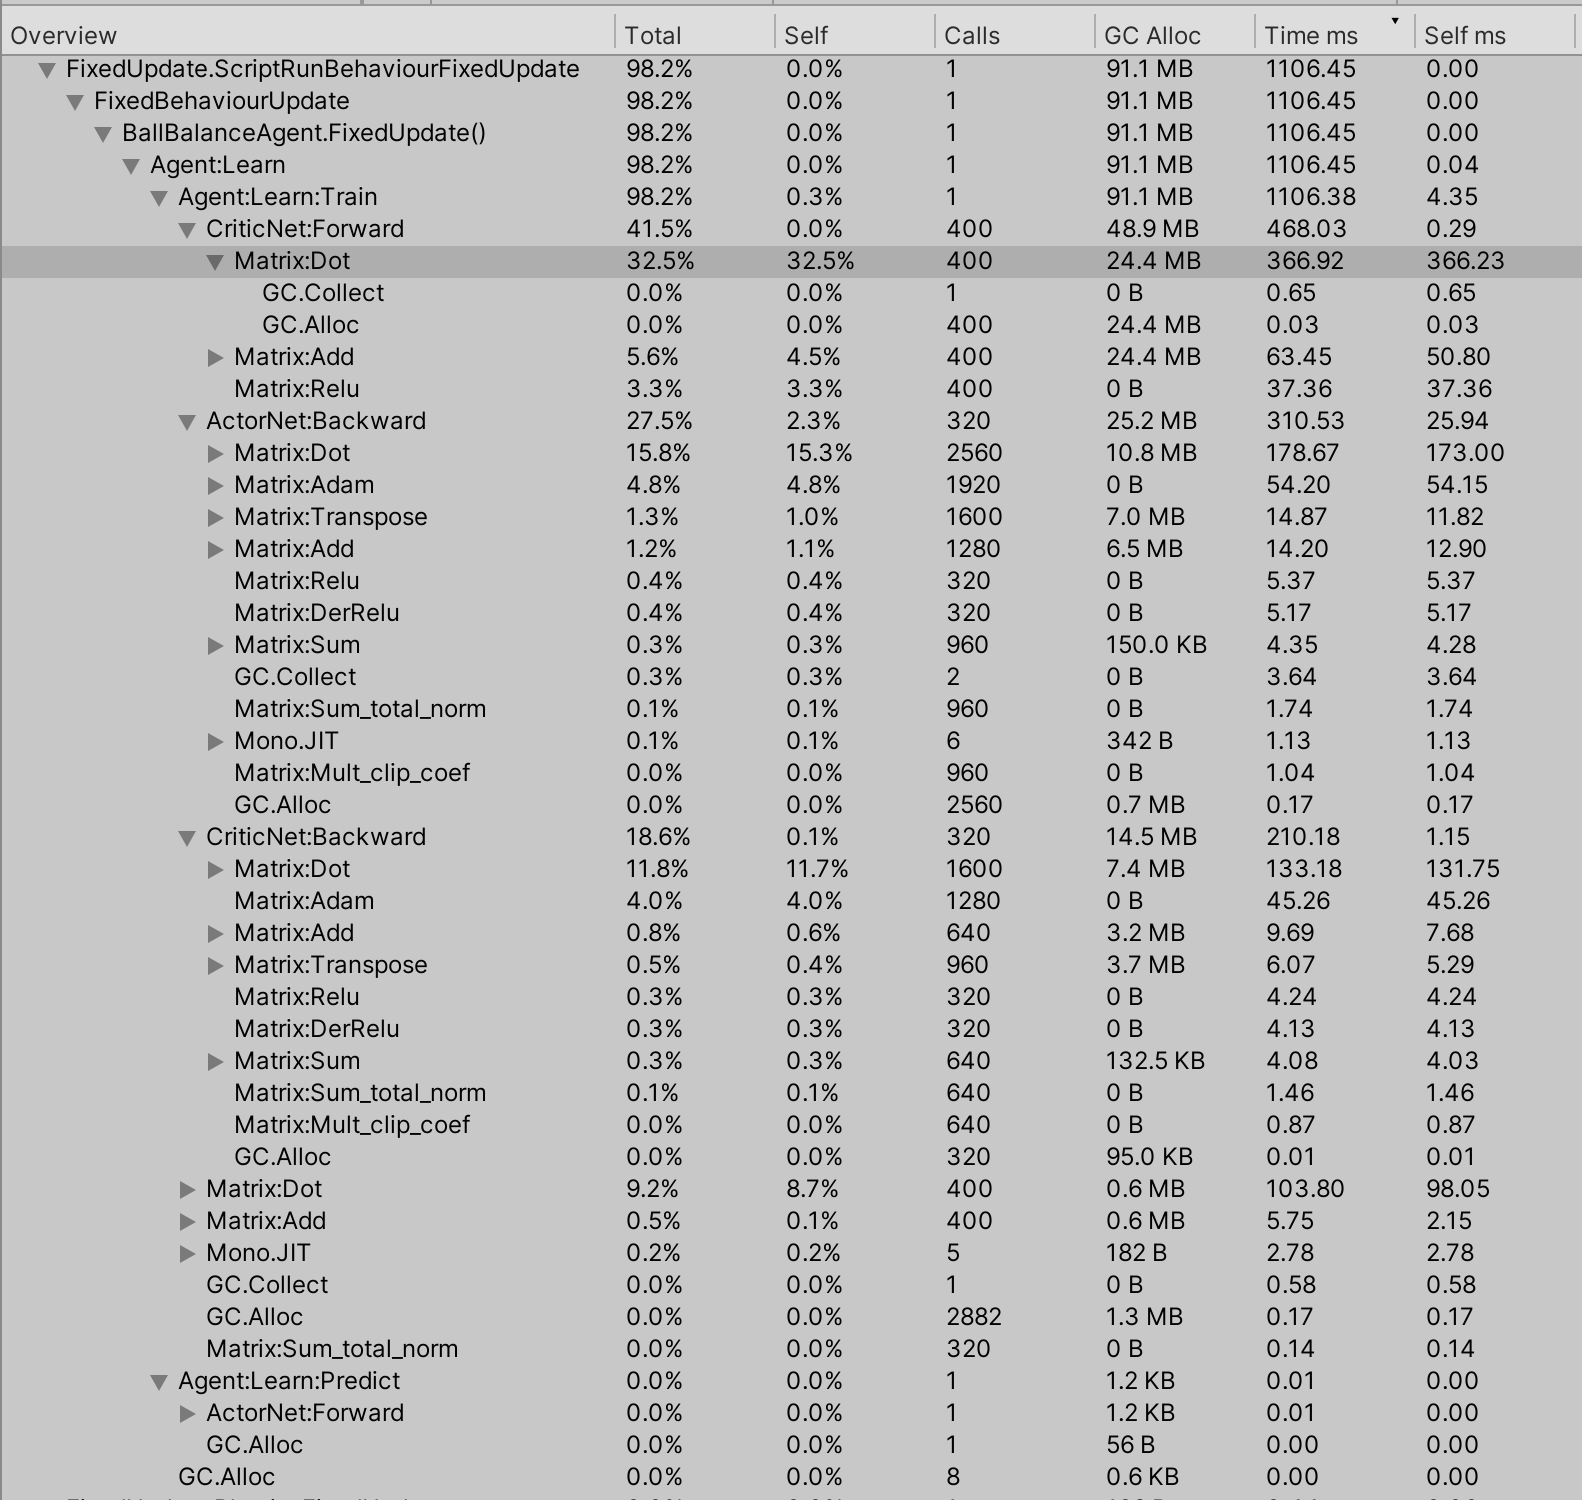 Overview Total Self Calls GC Alloc Time ms Self ms
FixedUpdate.ScriptRunBehaviourFixedUpdate 98.2% 0.0% 1 91.1 MB 1106.45 0.00
FixedBehaviourUpdate 98.2% 0.0% 1 91.1 MB 1106.45 0.00
BallBalanceAgent.FixedUpdate() 98.2% 0.0% 1 91.1 MB 1106.45 0.00
Agent:Learn 98.2% 0.0% 1 91.1 MB 1106.45 0.04
Agent:Learn:Train 98.2% 0.3% 1 91.1 MB 1106.38 4.35
CriticNet:Forward 41.5% 0.0% 400 48.9 MB 468.03 0.29
Matrix:Dot 32.5% 32.5% 400 24.4 MB 366.92 366.23
GC.Collect 0.0% 0.0% 1 0 B 0.65 0.65
GC.Alloc 0.0% 0.0% 400 24.4 MB 0.03 0.03
Matrix:Add 5.6% 4.5% 400 24.4 MB 63.45 50.80
Matrix:Relu 3.3% 3.3% 400 0 B 37.36 37.36
ActorNet:Backward 27.5% 2.3% 320 25.2 MB 310.53 25.94
Matrix:Dot 15.8% 15.3% 2560 10.8 MB 178.67 173.00
Matrix:Adam 4.8% 4.8% 1920 0 B 54.20 54.15
Matrix:Transpose 1.3% 1.0% 1600 7.0 MB 14.87 11.82
Matrix:Add 1.2% 1.1% 1280 6.5 MB 14.20 12.90
Matrix:Relu 0.4% 0.4% 320 0 B 5.37 5.37
Matrix:DerRelu 0.4% 0.4% 320 0 B 5.17 5.17
Matrix:Sum 0.3% 0.3% 960 150.0 KB 4.35 4.28
GC.Collect 0.3% 0.3% 2 0 B 3.64 3.64
Matrix:Sum_total_norm 0.1% 0.1% 960 0 B 1.74 1.74
Mono.JIT 0.1% 0.1% 6 342 B 1.13 1.13
Matrix:Mult_clip_coef 0.0% 0.0% 960 0 B 1.04 1.04
GC.Alloc 0.0% 0.0% 2560 0.7 MB 0.17 0.17
CriticNet:Backward 18.6% 0.1% 320 14.5 MB 210.18 1.15
Matrix:Dot 11.8% 11.7% 1600 7.4 MB 133.18 131.75
Matrix:Adam 4.0% 4.0% 1280 0 B 45.26 45.26
Matrix:Add 0.8% 0.6% 640 3.2 MB 9.69 7.68
Matrix:Transpose 0.5% 0.4% 960 3.7 MB 6.07 5.29
Matrix:Relu 0.3% 0.3% 320 0 B 4.24 4.24
Matrix:DerRelu 0.3% 0.3% 320 0 B 4.13 4.13
Matrix:Sum 0.3% 0.3% 640 132.5 KB 4.08 4.03
Matrix:Sum_total_norm 0.1% 0.1% 640 0 B 1.46 1.46
Matrix:Mult_clip_coef 0.0% 0.0% 640 0 B 0.87 0.87
GC.Alloc 0.0% 0.0% 320 95.0 KB 0.01 0.01
Matrix:Dot 9.2% 8.7% 400 0.6 MB 103.80 98.05
Matrix:Add 0.5% 0.1% 400 0.6 MB 5.75 2.15
Mono.JIT 0.2% 0.2% 5 182 B 2.78 2.78
GC.Collect 0.0% 0.0% 1 0 B 0.58 0.58
GC.Alloc 0.0% 0.0% 2882 1.3 MB 0.17 0.17
Matrix:Sum_total_norm 0.0% 0.0% 320 0 B 0.14 0.14
Agent:Learn:Predict 0.0% 0.0% 1 1.2 KB 0.01 0.00
ActorNet:Forward 0.0% 0.0% 1 1.2 KB 0.01 0.00
GC.Alloc 0.0% 0.0% 1 56 B 0.00 0.00
GC.Alloc 0.0% 0.0% 8 0.6 KB 0.00 0.00